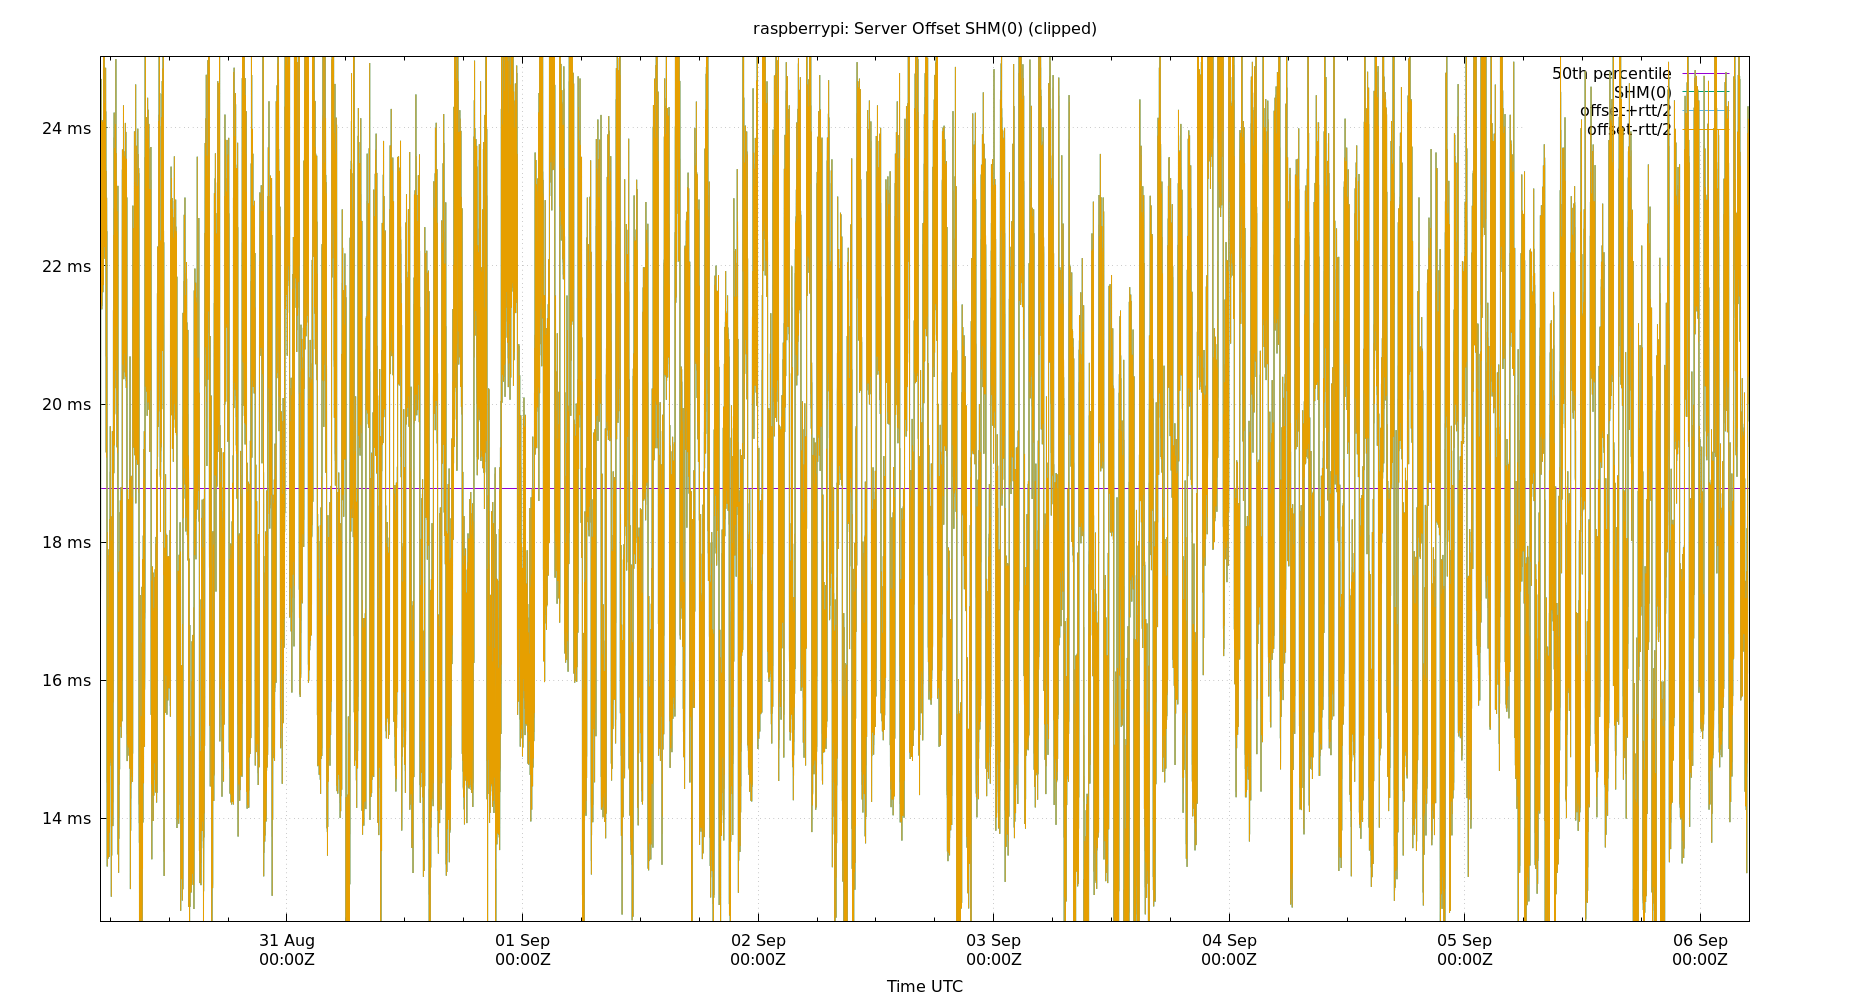 raspberrypi: Server Offset SHM(0) (clipped)
50th percentile
SHM(0)
offset+rtt/2
offset-rtt/2
24 ms
22 ms
20 ms
18 ms
16 ms
14 ms
31 Aug 01 Sep 02 Sep 03 Sep 04 Sep 05 Sep 06 Sep
00:00Z 00:00Z 00:00Z 00:00Z 00:00Z 00:00Z 00:00Z
Time UTC